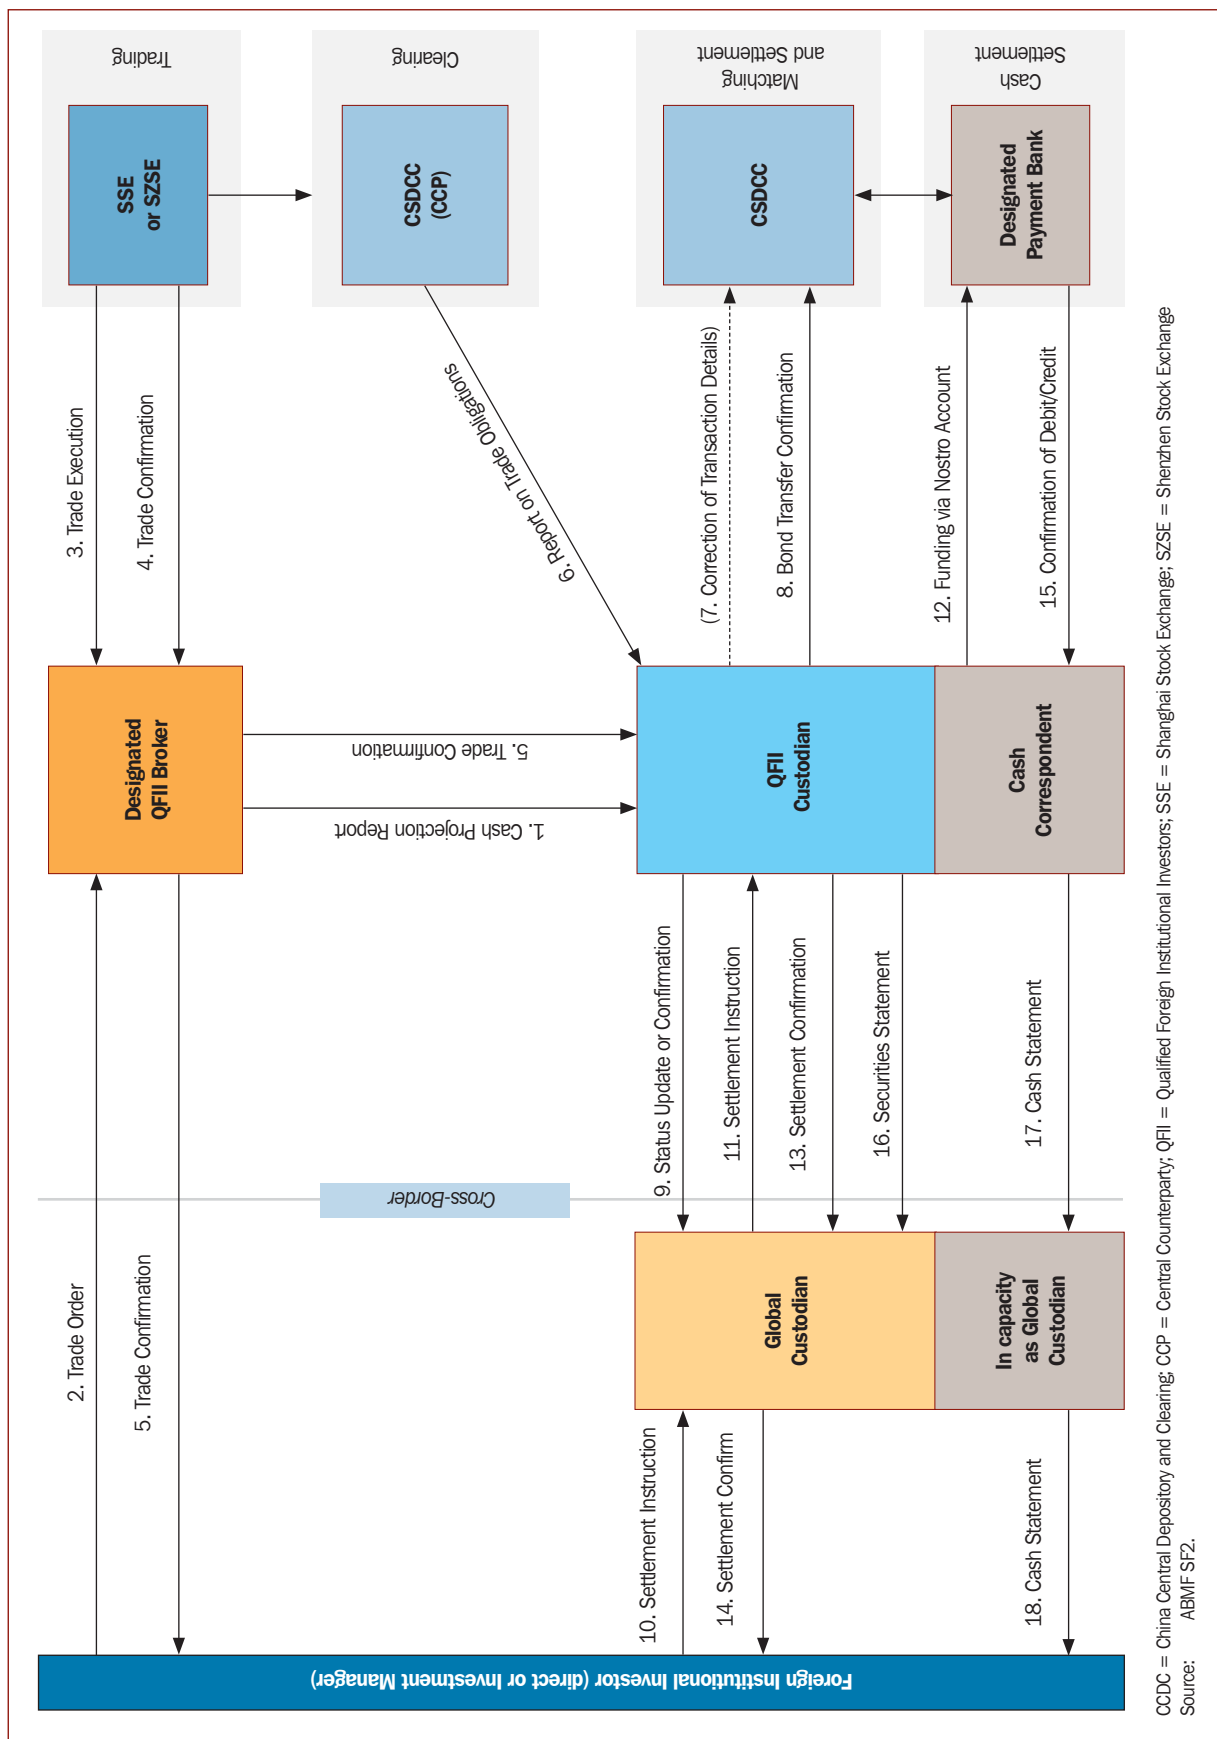 Trading
Clearing
Matching
and Settlement
Cash
Settlement
SSE
or SZSE
CSDCC
(CCP)
CSDCC
Designated
Payment Bank
3. Trade Execution
4. Trade Confirmation
6. Report on Trade Obligations
(7. Correction of Transaction Details)
8. Bond Transfer Confirmation
12. Funding via Nostro Account
15. Confirmation of Debit/Credit
Designated
QFII Broker
5. Trade Confirmation
1. Cash Projection Report
QFII
Custodian
Cash
Correspondent
9. Status Update or Confirmation
11. Settlement Instruction
13. Settlement Confirmation
16. Securities Statement
17. Cash Statement
Cross-Border
2. Trade Order
5. Trade Confirmation
Global
Custodian
In capacity
as Global
Custodian
10. Settlement Instruction
14. Settlement Confirm
18. Cash Statement
Foreign Institutional Investor (direct or Investment Manager)
CCDC = China Central Depository and Clearing; CCP = Central Counterparty; QFII = Qualified Foreign Institutional Investors; SSE = Shanghai Stock Exchange; SZSE = Shenzhen Stock Exchange
Source: ABMF SF2.